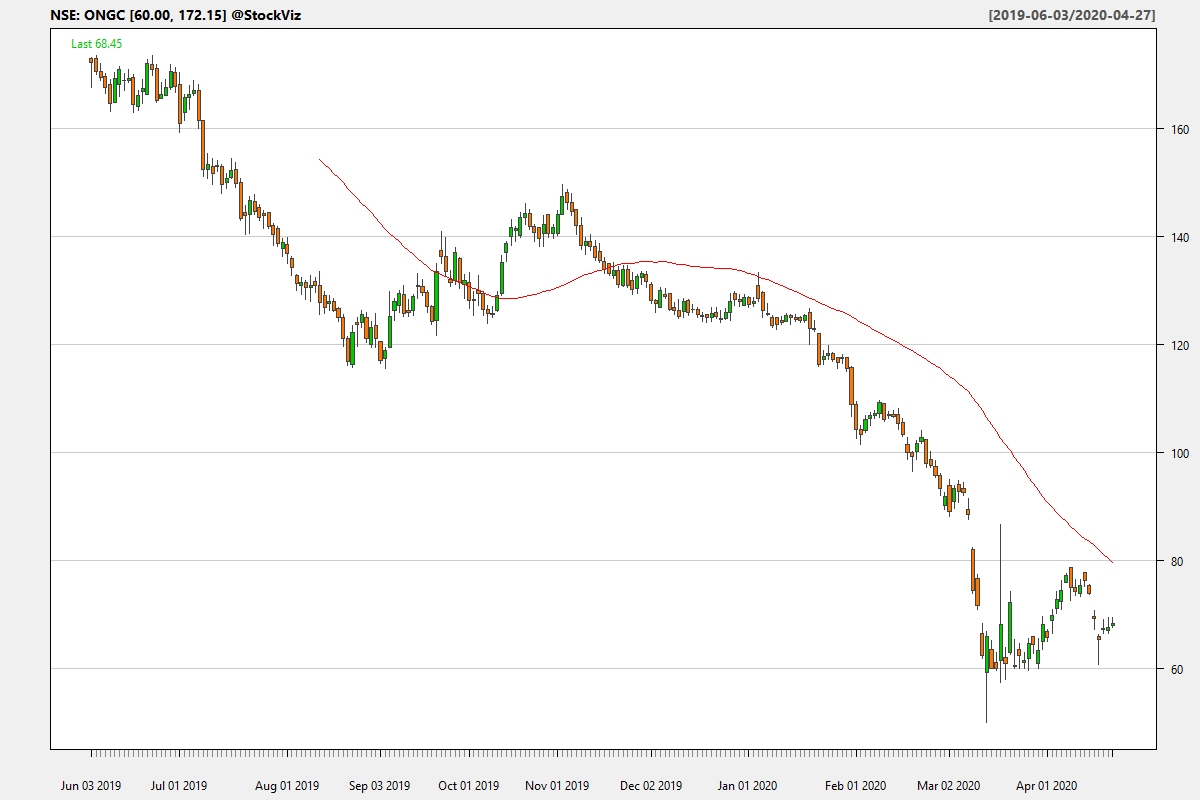 NSE: ONGC [60.00, 172.15] @StockViz [2019-06-03/2020-04-27]
Last 68.45
160
140
120
100
80
60
Jun 03 2019 Jul 01 2019 Aug 01 2019 Sep 03 2019 Oct 01 2019 Nov 01 2019 Dec 02 2019 Jan 01 2020 Feb 01 2020 Mar 02 2020 Apr 01 2020